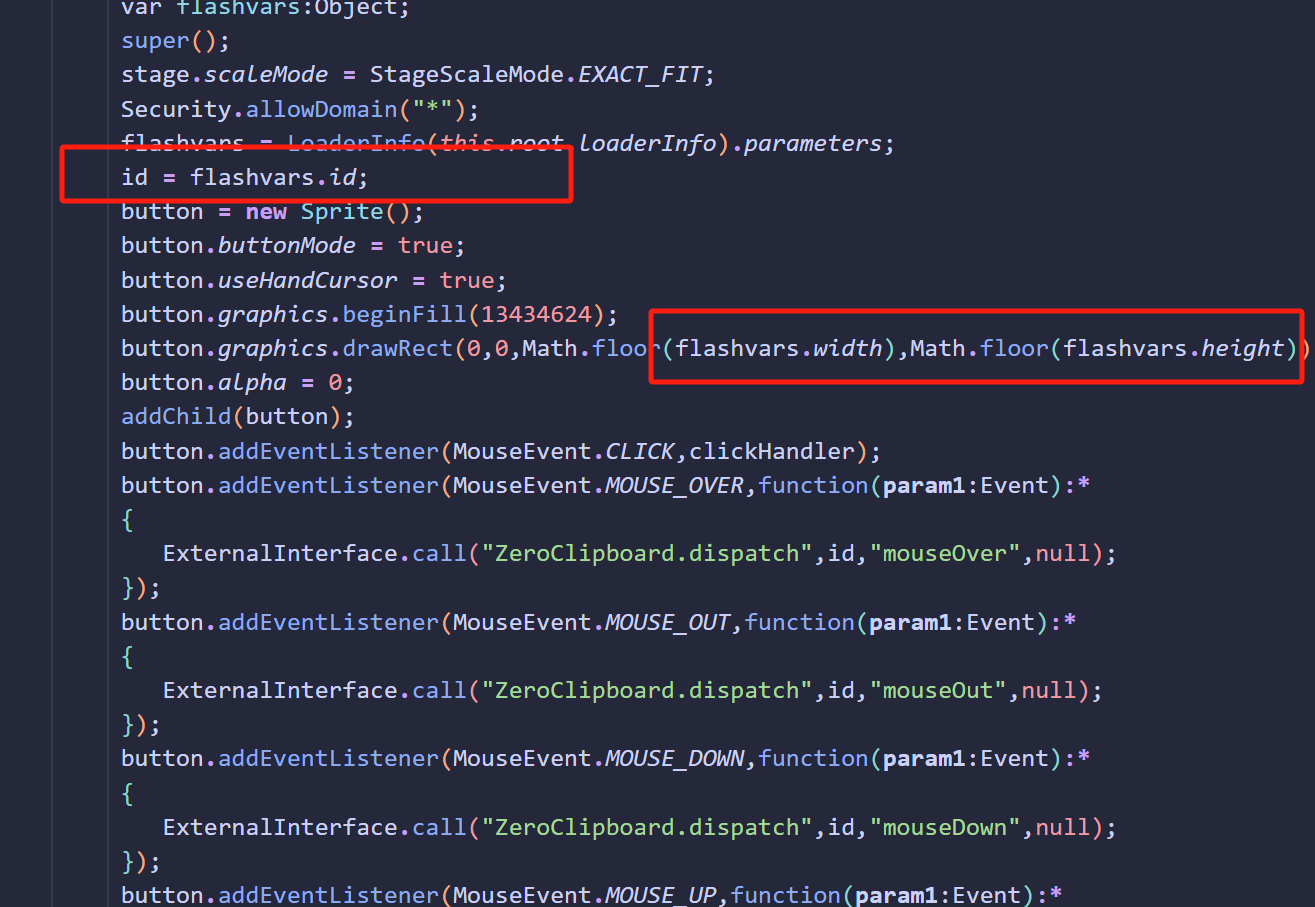 var flashvars:Object;
super();
stage.scaleMode = StageScaleMode.EXACT_FIT;
Security.allowDomain("*");
flashvars = LoaderInfo(this.root.loaderInfo).parameters;
id = flashvars.id;
button = new Sprite();
button.buttonMode = true;
button.useHandCursor = true;
button.graphics.beginFill(13434624);
button.graphics.drawRect(0,0,Math.floor(flashvars.width),Math.floor(flashvars.height))
button.alpha = 0;
addChild(button);
button.addEventListener(MouseEvent.CLICK,clickHandler);
button.addEventListener(MouseEvent.MOUSE_OVER,function(param1:Event):*
{
ExternalInterface.call("ZeroClipboard.dispatch",id,"mouseOver",null);
});
button.addEventListener(MouseEvent.MOUSE_OUT,function(param1:Event):*
{
ExternalInterface.call("ZeroClipboard.dispatch",id,"mouseOut",null);
});
button.addEventListener(MouseEvent.MOUSE_DOWN,function(param1:Event):*
{
ExternalInterface.call("ZeroClipboard.dispatch",id,"mouseDown",null);
});
button.addEventListener(MouseEvent.MOUSE_UP,function(param1:Event):*